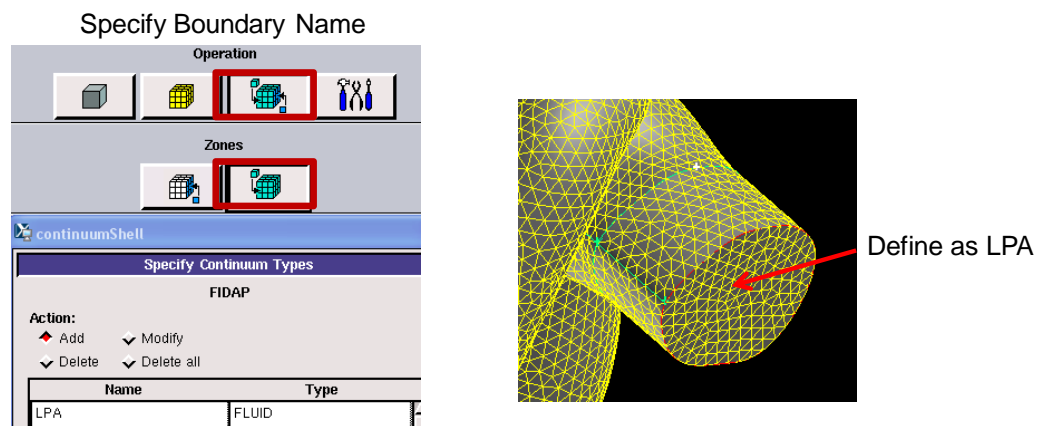 Specify Boundary Name
Operation
Zones
continuumShell
Specify Continuum Types
FIDAP
Action:
Add Modify
Delete Delete all
Name Type
LPA FLUID
Define as LPA